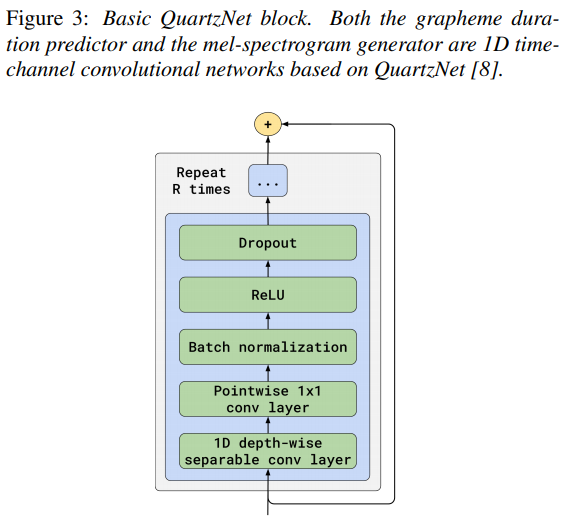 Figure 3: Basic QuartzNet block. Both the grapheme dura-
tion predictor and the mel-spectrogram generator are 1D time-
channel convolutional networks based on QuartzNet [8].
+
Repeat
R times
...
Dropout
ReLU
Batch normalization
Pointwise 1x1
conv layer
1D depth-wise
separable conv layer